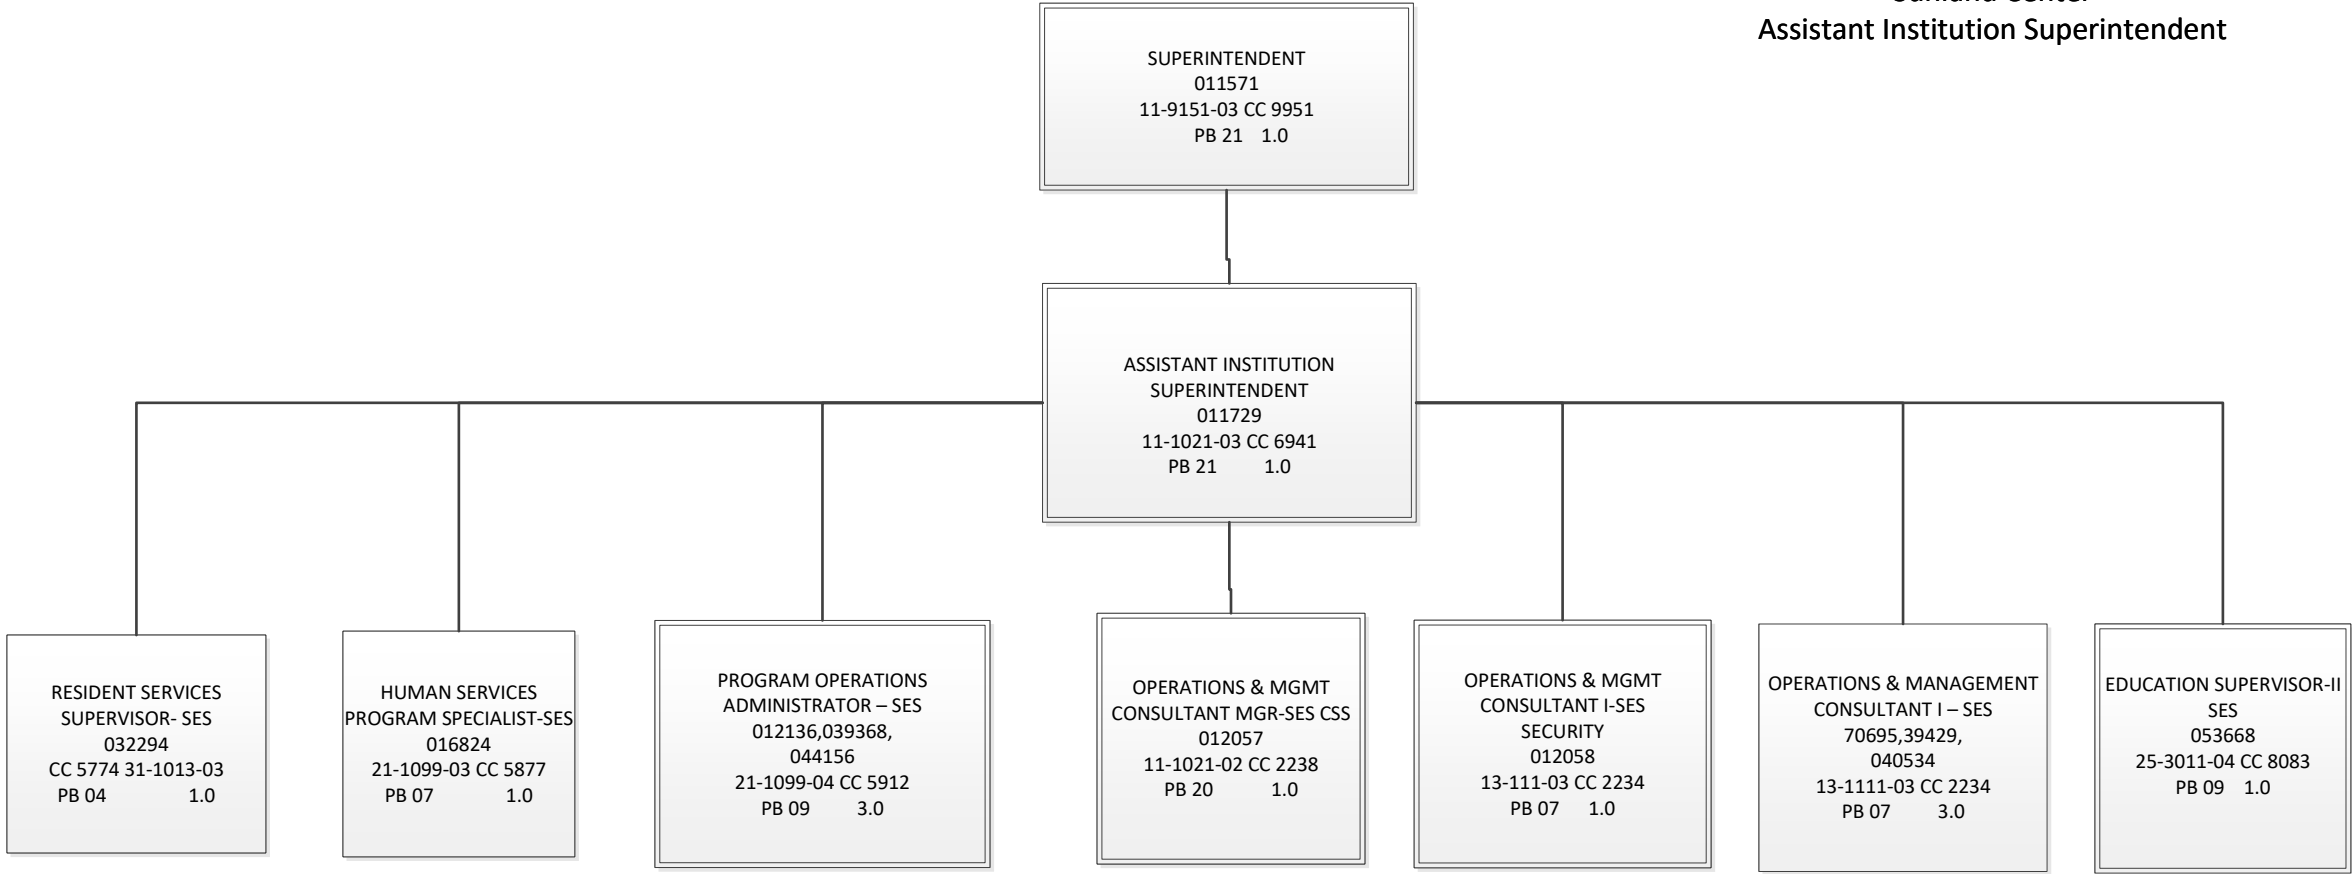 Center
Assistant Institution Superintendent
SUPERINTENDENT
011571
11-9151-03 CC 9951
PB 21 1.0
ASSISTANT INSTITUTION
SUPERINTENDENT
011729
11-1021-03 CC 6941
PB 21 1.0
RESIDENT SERVICES
SUPERVISOR- SES
032294
CC 5774 31-1013-03
PB 04 1.0
HUMAN SERVICES
PROGRAM SPECIALIST-SES
016824
21-1099-03 CC 5877
PB 07 1.0
PROGRAM OPERATIONS
ADMINISTRATOR – SES
012136,039368,
044156
21-1099-04 CC 5912
PB 09 3.0
OPERATIONS & MGMT
CONSULTANT MGR-SES CSS
012057
11-1021-02 CC 2238
PB 20 1.0
OPERATIONS & MGMT
CONSULTANT I-SES
SECURITY
012058
13-111-03 CC 2234
PB 07 1.0
OPERATIONS & MANAGEMENT
CONSULTANT I – SES
70695,39429,
040534
13-1111-03 CC 2234
PB 07 3.0
EDUCATION SUPERVISOR-II
SES
053668
25-3011-04 CC 8083
PB 09 1.0